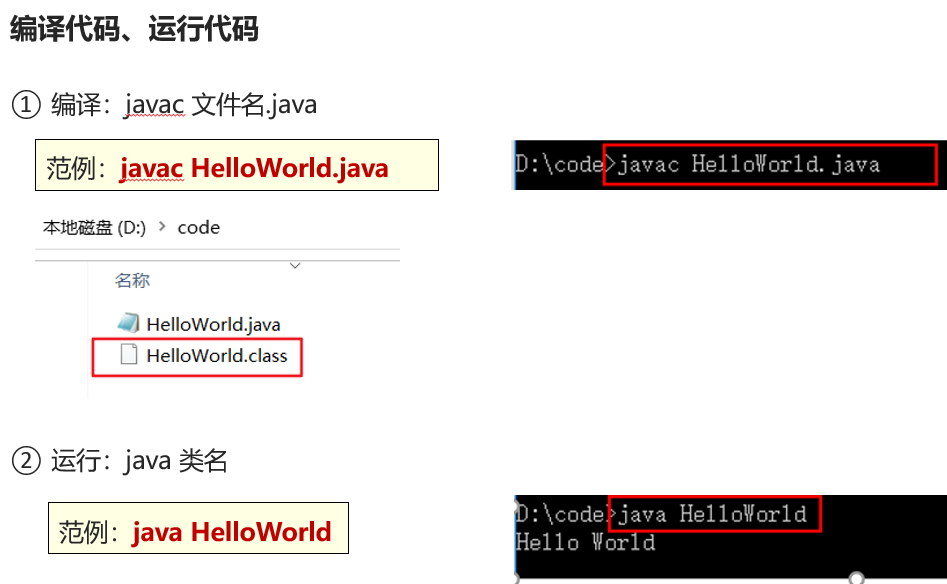 编译代码、运行代码
① 编译：javac 文件名.java
范例：javac HelloWorld.java
D:\code>javac HelloWorld.java
本地磁盘 (D:) > code
名称
HelloWorld.java
HelloWorld.class
② 运行：java 类名
范例：java HelloWorld
D:\code>java HelloWorld
Hello World